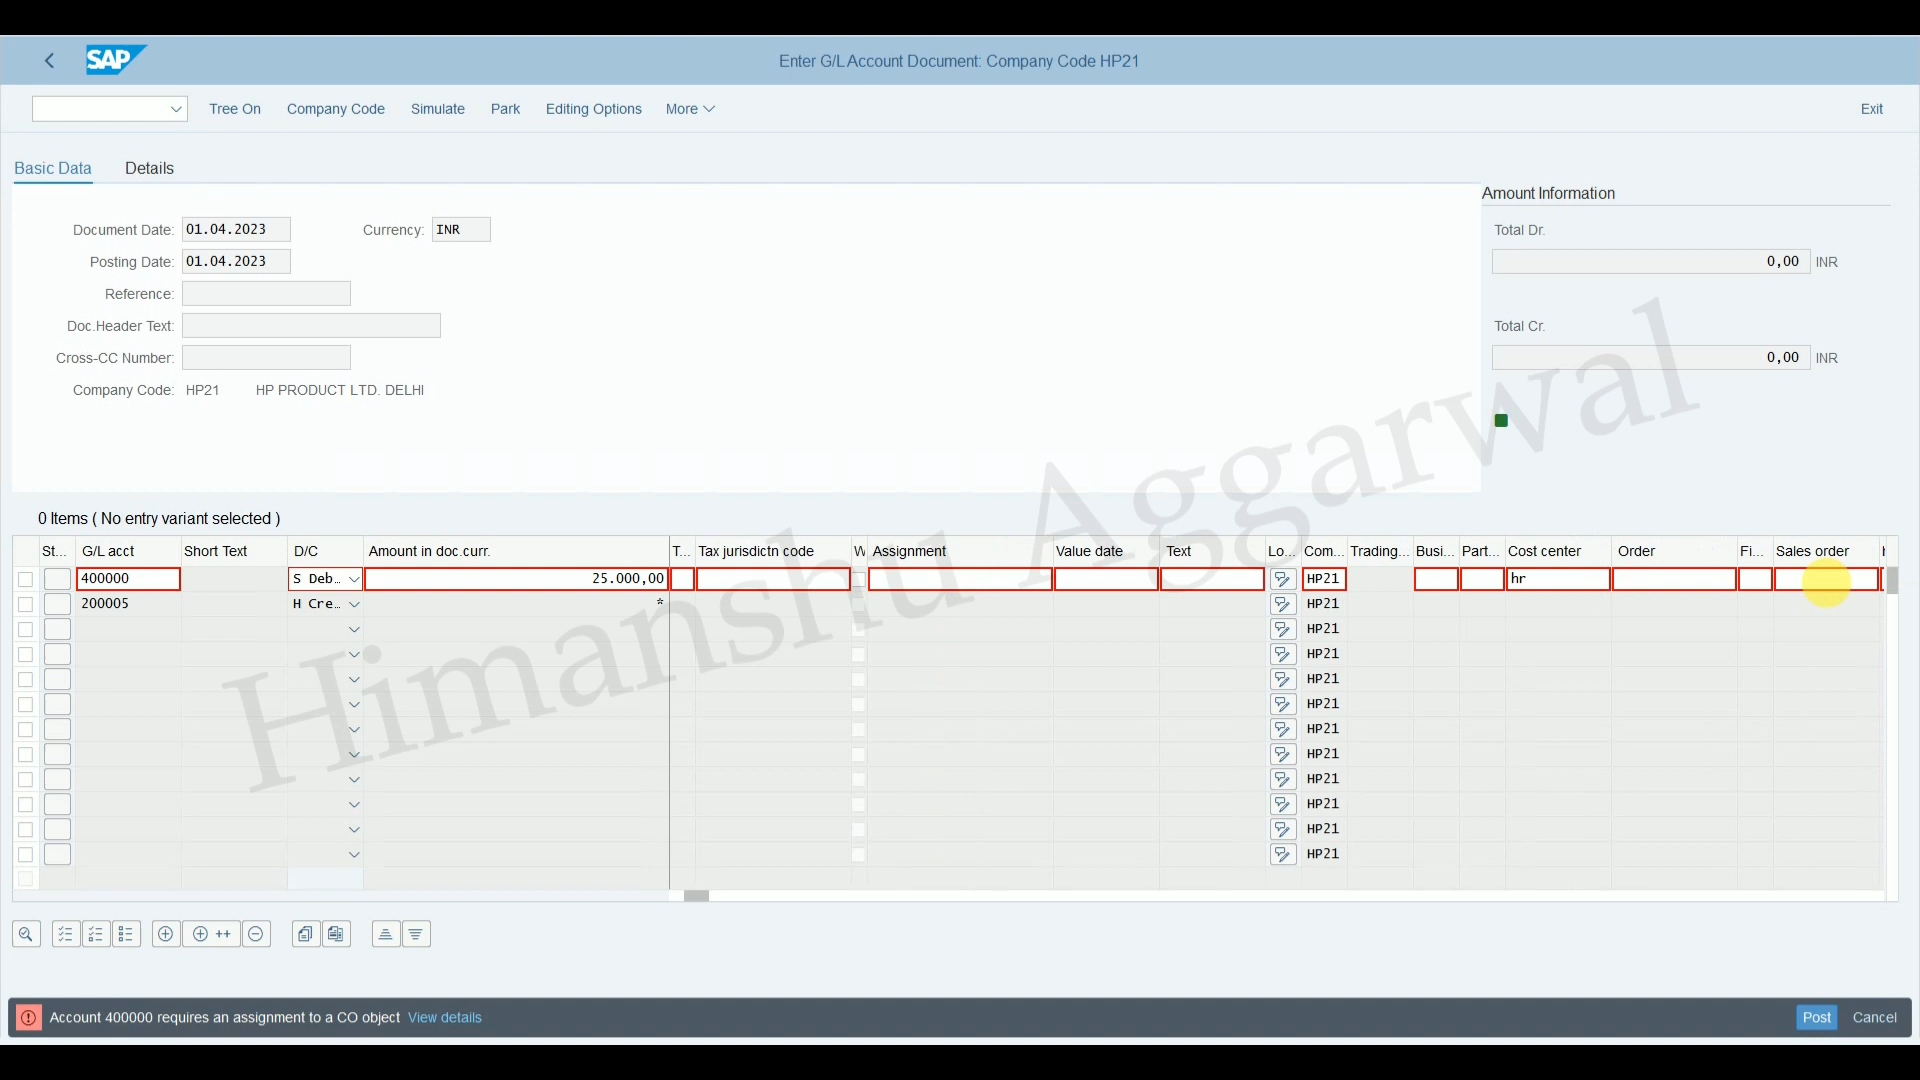 SAP
Enter G/L Account Document: Company Code HP21
Tree On Company Code Simulate Park Editing Options More Exit
Basic Data Details
Amount Information
Document Date: 01.04.2023 Currency: INR
Total Dr.
Posting Date: 01.04.2023
0,00 INR
Reference:
Doc.Header Text:
Total Cr.
Cross-CC Number:
0,00 INR
Company Code: HP21 HP PRODUCT LTD. DELHI
0 Items ( No entry variant selected )
St... G/L acct Short Text D/C Amount in doc.curr. T... Tax jurisdictn code W Assignment Value date Text Lo... Com... Trading... Busi... Part... Cost center Order Fi... Sales order
400000 S Deb... 25.000,00 HP21 hr
200005 H Cre... * HP21
HP21
HP21
HP21
HP21
HP21
HP21
HP21
HP21
HP21
HP21
++
Account 400000 requires an assignment to a CO object View details Post Cancel
Himanshu Aggarwal